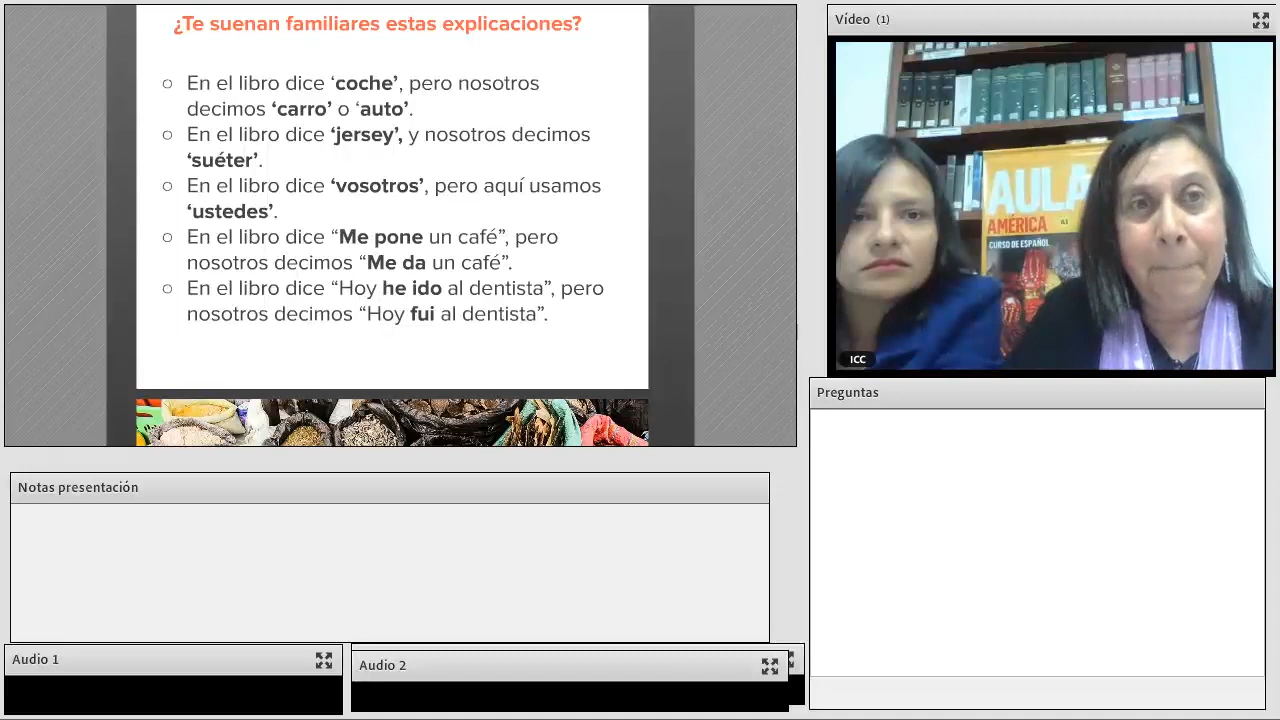 ¿Te suenan familiares estas explicaciones?
○ En el libro dice ‘coche’, pero nosotros
decimos ‘carro’ o ‘auto’.
○ En el libro dice ‘jersey’, y nosotros decimos
‘suéter’.
○ En el libro dice ‘vosotros’, pero aquí usamos
‘ustedes’.
○ En el libro dice “Me pone un café”, pero
nosotros decimos “Me da un café”.
○ En el libro dice “Hoy he ido al dentista”, pero
nosotros decimos “Hoy fui al dentista”.
Vídeo (1)
AULA
AMÉRICA
CURSO DE ESPAÑOL
ICC
Preguntas
Notas presentación
Audio 1
Audio 2